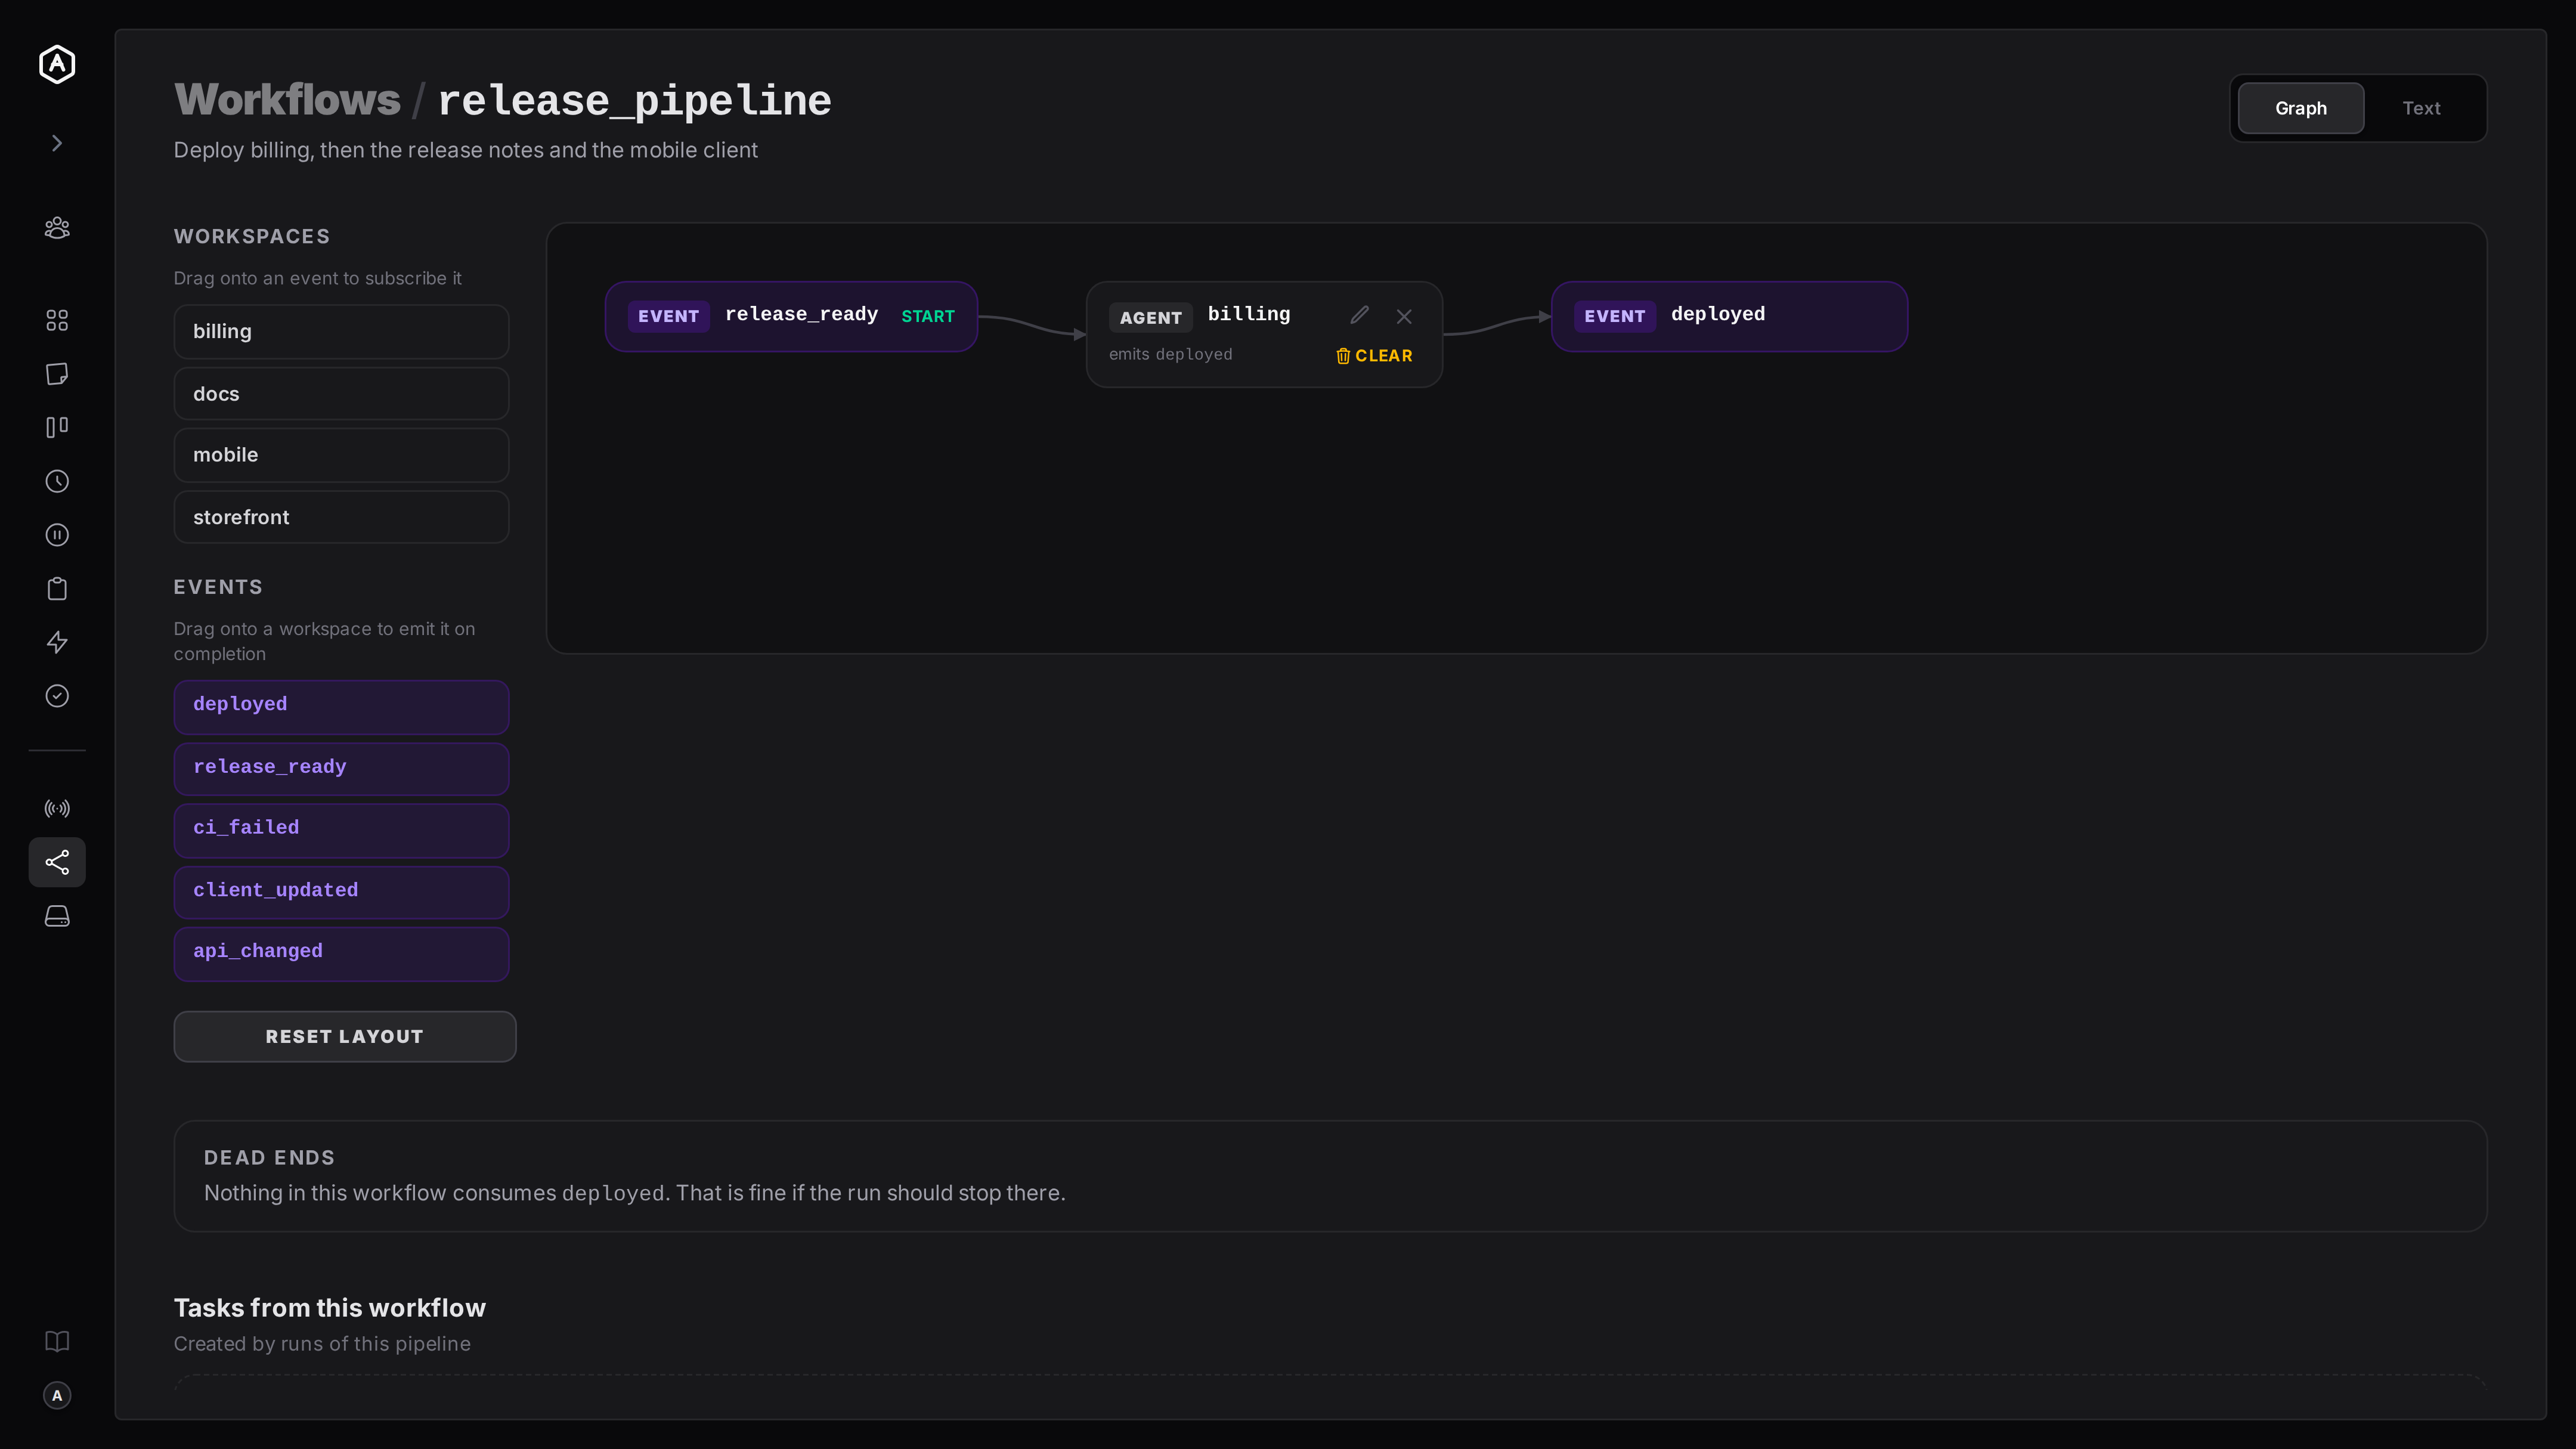 A
Workflows / release_pipeline
Deploy billing, then the release notes and the mobile client
Graph
Text
WORKSPACES
Drag onto an event to subscribe it
billing
docs
mobile
storefront
EVENTS
Drag onto a workspace to emit it on
completion
deployed
release_ready
ci_failed
client_updated
api_changed
RESET LAYOUT
EVENT release_ready START
AGENT billing
emits deployed CLEAR
EVENT deployed
DEAD ENDS
Nothing in this workflow consumes deployed. That is fine if the run should stop there.
Tasks from this workflow
Created by runs of this pipeline
A